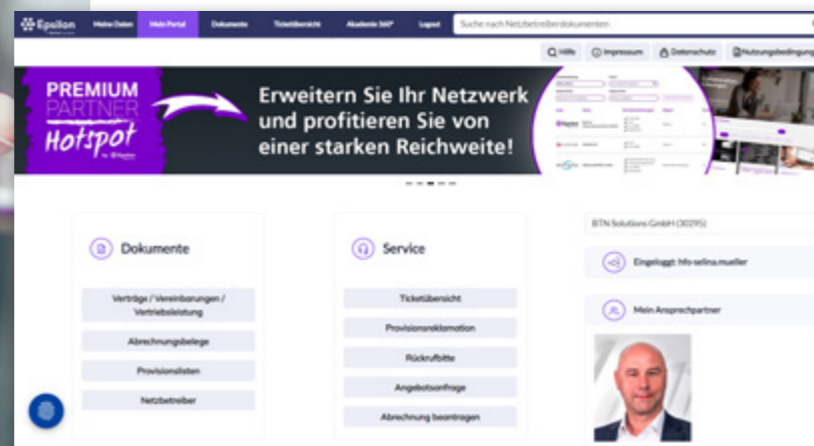 Epsilon
Meine Daten Mein Portal Dokumente Ticketübersicht Akademie 360° Logout Suche nach Netzbetreiberdokumenten
Hilfe Impressum Datenschutz Nutzungsbedingung
PREMIUM
PARTNER
Hotspot
Erweitern Sie Ihr Netzwerk
und profitieren Sie von
einer starken Reichweite!
BTN Solutions GmbH (30295)
Dokumente
Service
Eingeloggt: hfo-selina.mueller
Verträge / Vereinbarungen /
Vertriebsleistung
Ticketübersicht
Mein Ansprechpartner
Abrechnungsbelege
Provisionsreklamation
Provisionslisten
Rückrufbitte
Netzbetreiber
Angebotsanfrage
Abrechnung beantragen